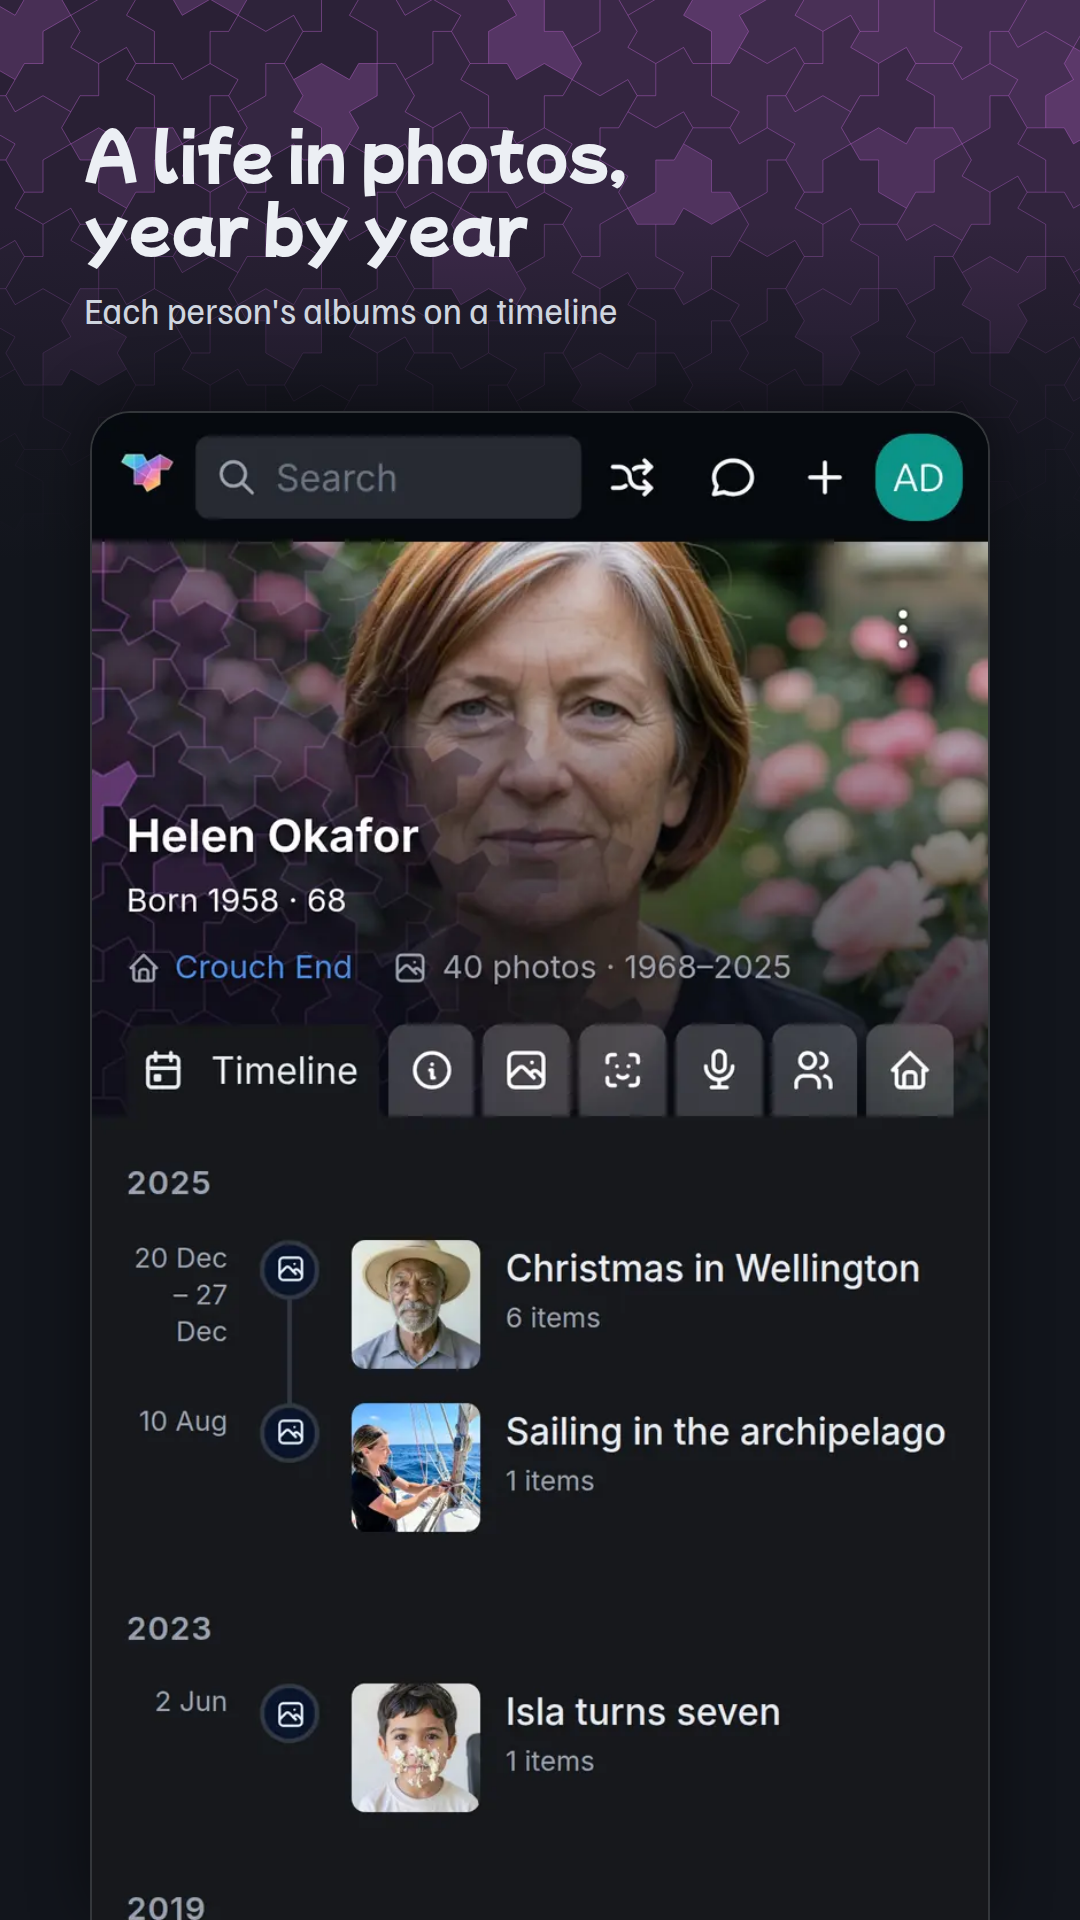 A life in photos,
year by year
Each person's albums on a timeline
Search
AD
Helen Okafor
Born 1958 · 68
Crouch End
40 photos · 1968–2025
Timeline
2025
20 Dec
– 27
Dec
Christmas in Wellington
6 items
10 Aug
Sailing in the archipelago
1 items
2023
2 Jun
Isla turns seven
1 items
2019